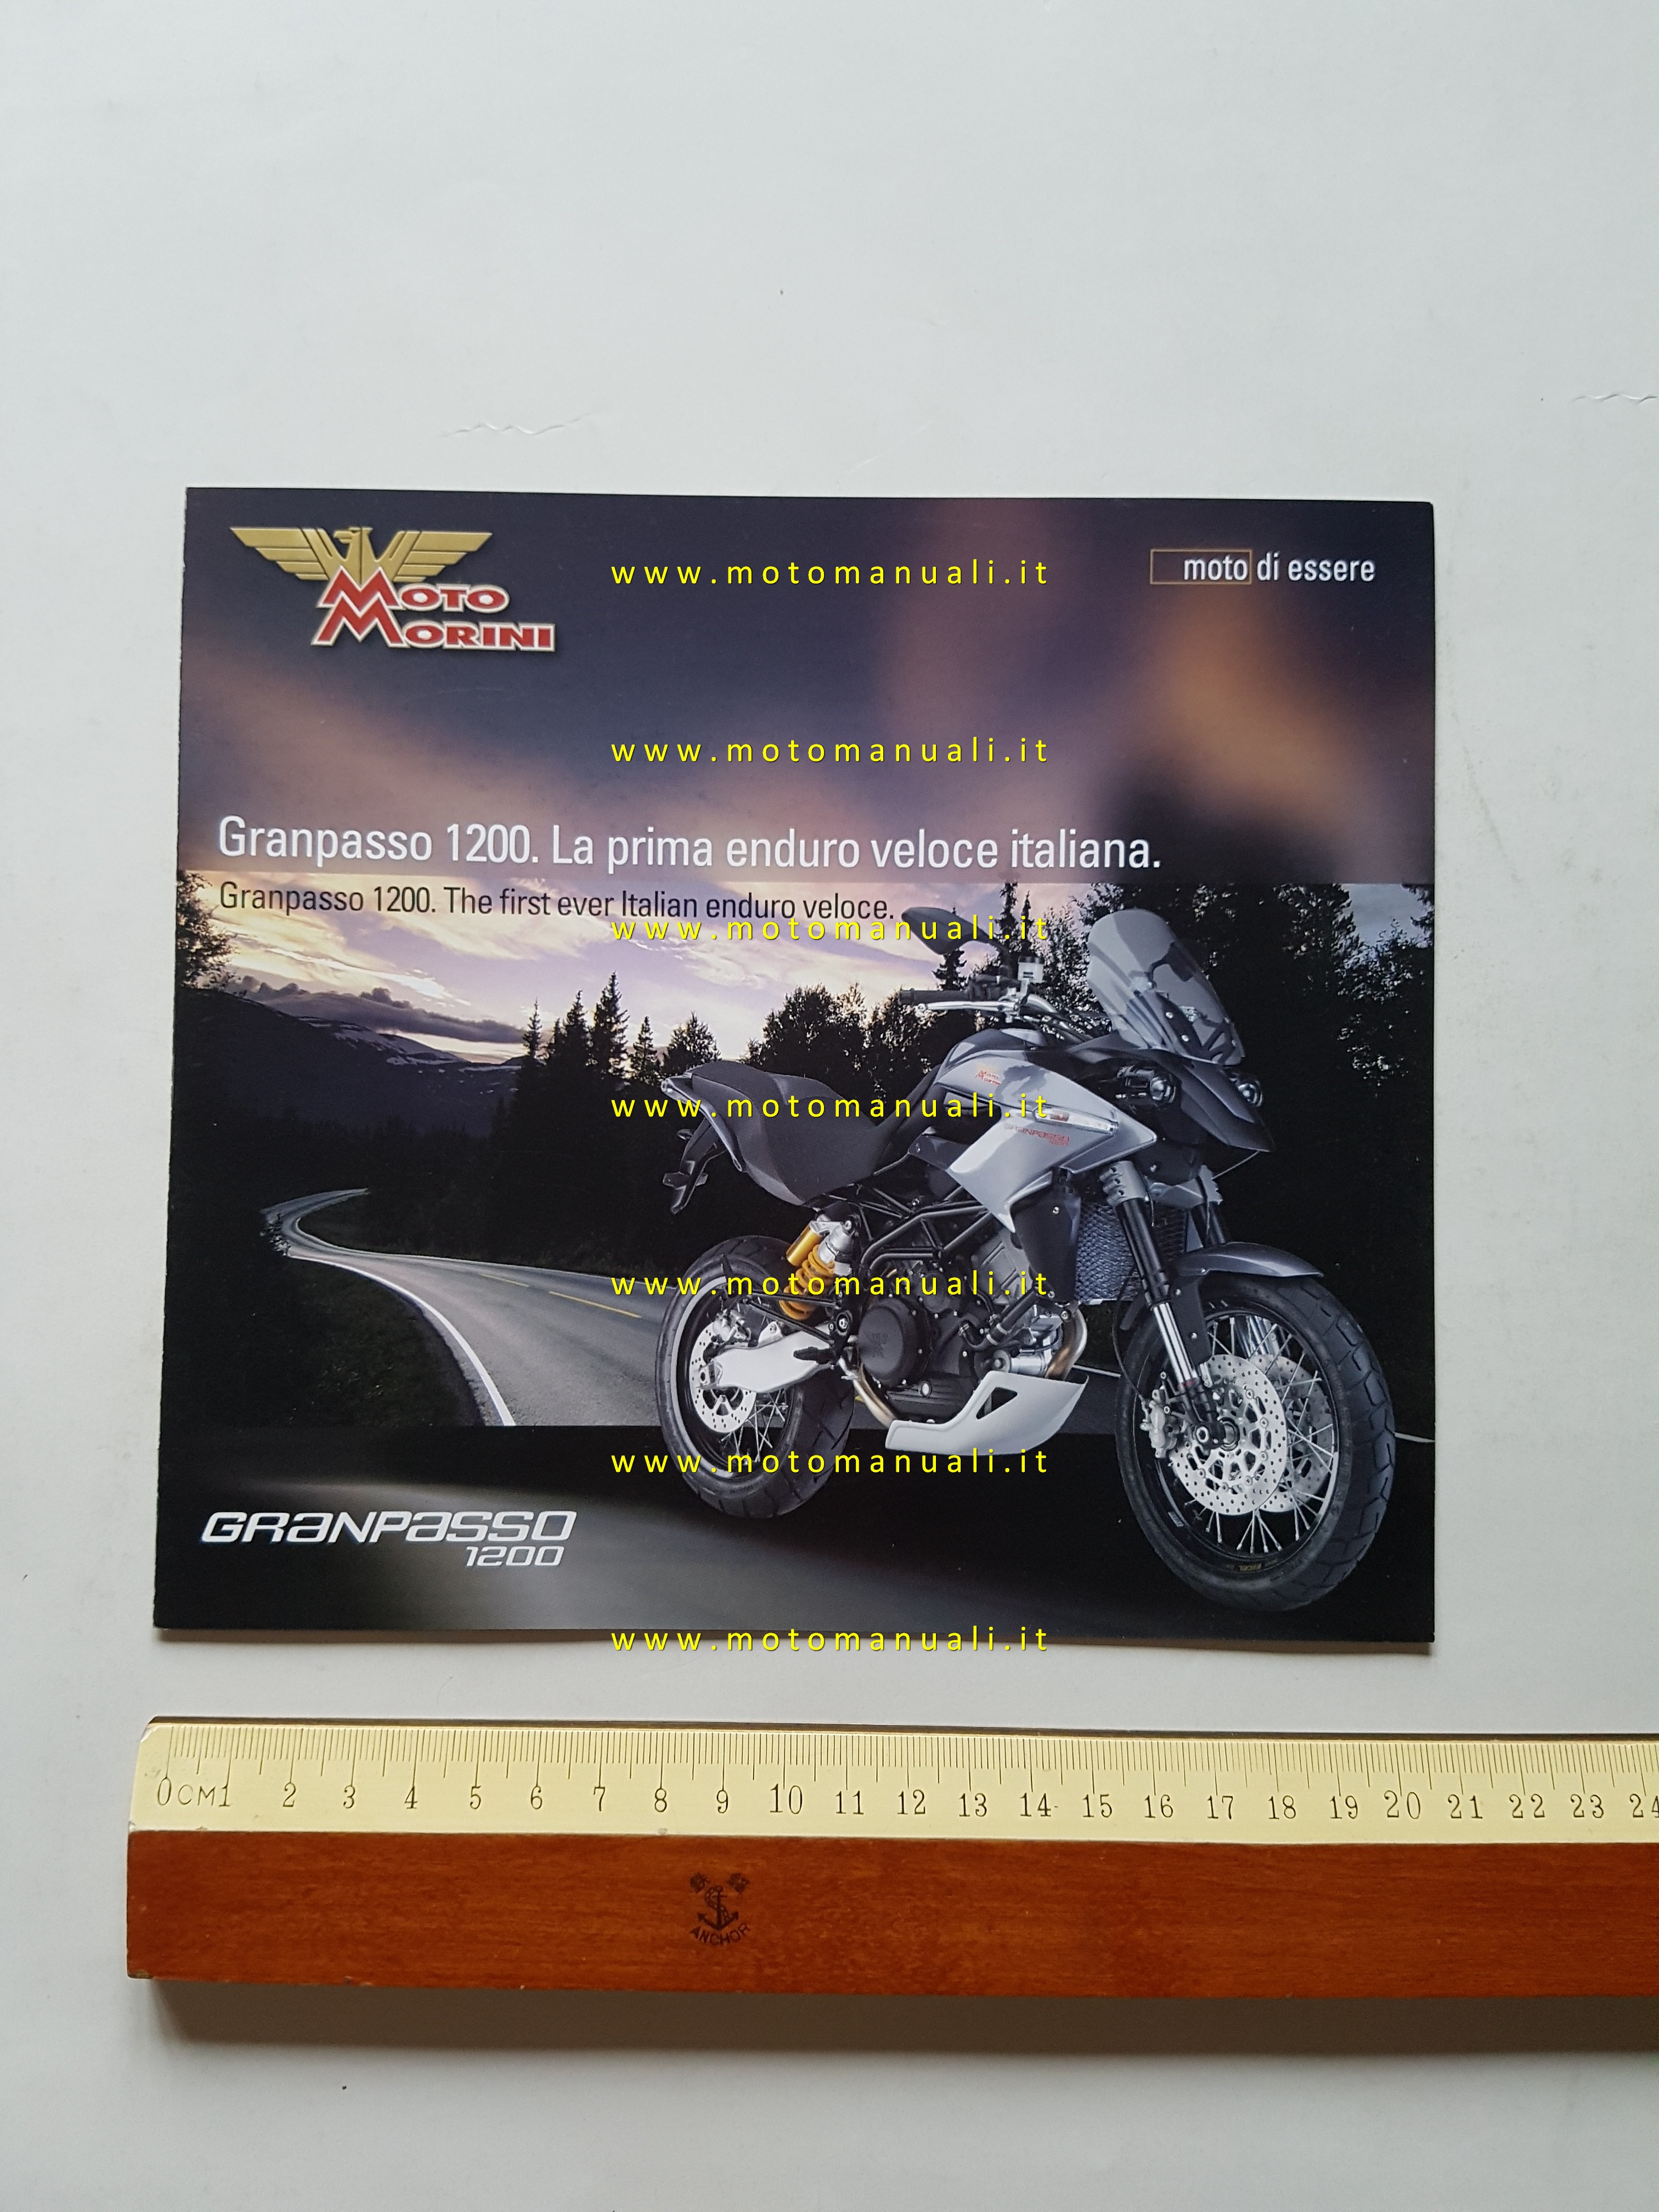 MOTO
MORINI
www.motomanuali.it
moto di essere
www.motomanuali.it
Granpasso 1200. La prima enduro veloce italiana.
Granpasso 1200. The first ever Italian enduro veloce.
www.motomanuali.it
Moto
Morini
www.motomanuali.it
GRANPASSO
www.motomanuali.it
www.motomanuali.it
GRANPASSO
1200
www.motomanuali.it
0CM1 2 3 4 5 6 7 8 9 10 11 12 13 14 15 16 17 18 19 20 21 22 23 24
ANCHOR